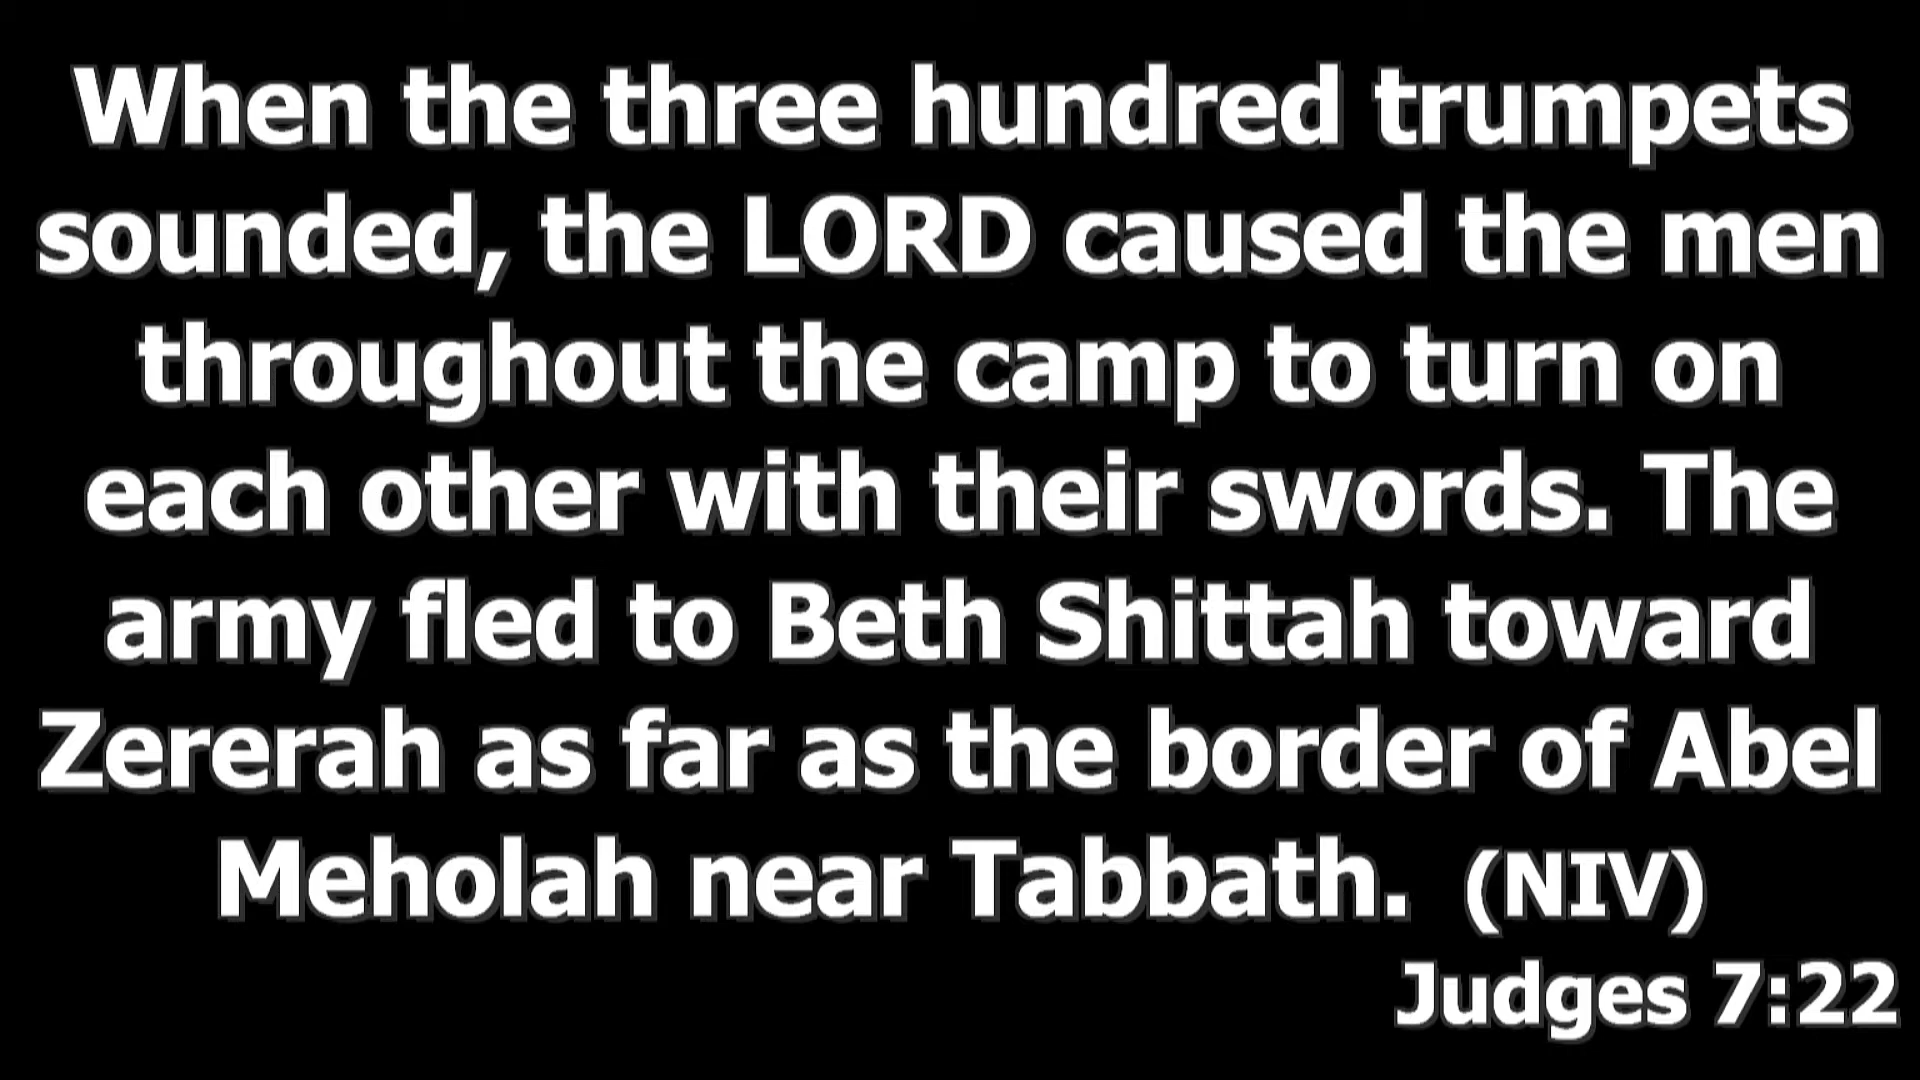 When the three hundred trumpets
sounded, the LORD caused the men
throughout the camp to turn on
each other with their swords. The
army fled to Beth Shittah toward
Zererah as far as the border of Abel
Meholah near Tabbath. (NIV)
Judges 7:22